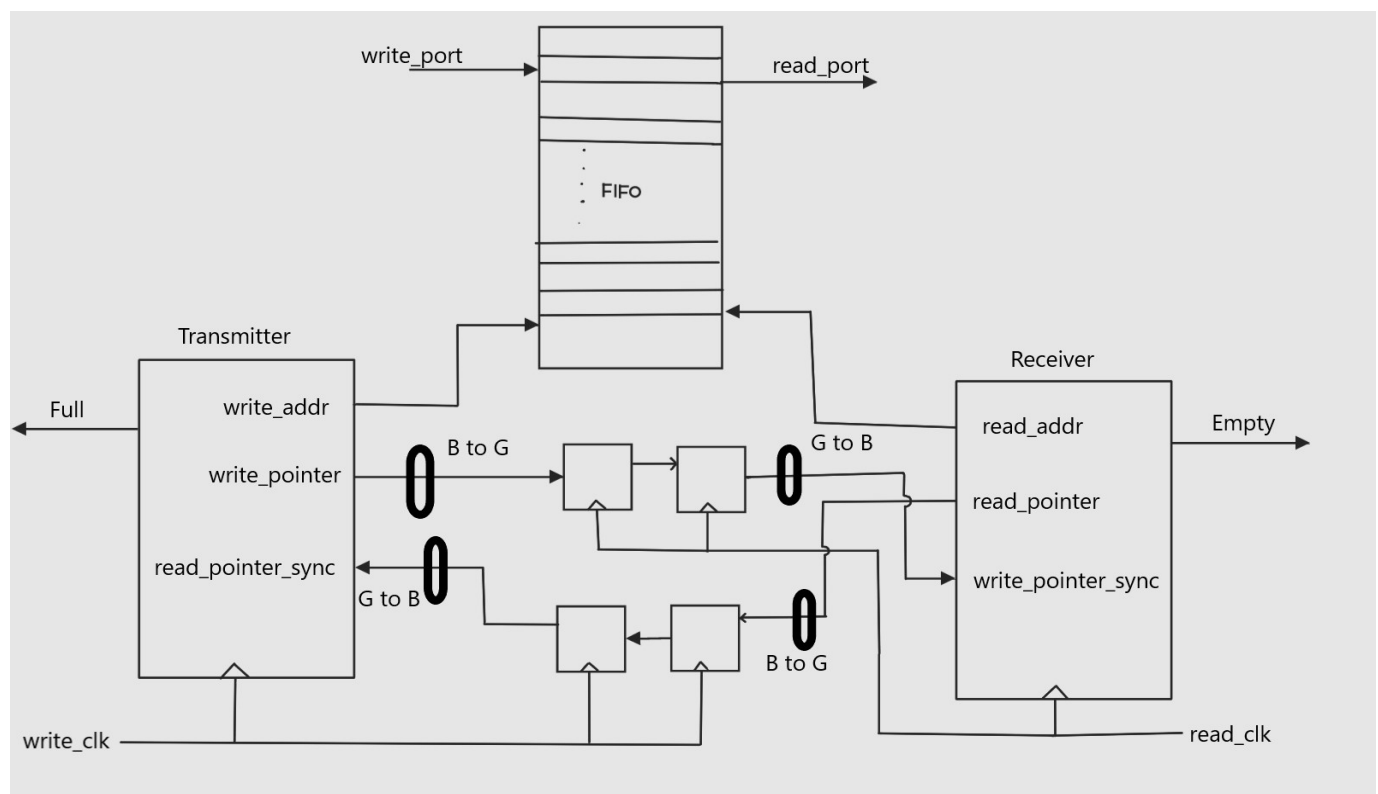 write_port
read_port
FIFO
Transmitter
Receiver
Full
write_addr
read_addr
Empty
B to G
G to B
write_pointer
read_pointer
read_pointer_sync
write_pointer_sync
G to B
B to G
write_clk
read_clk